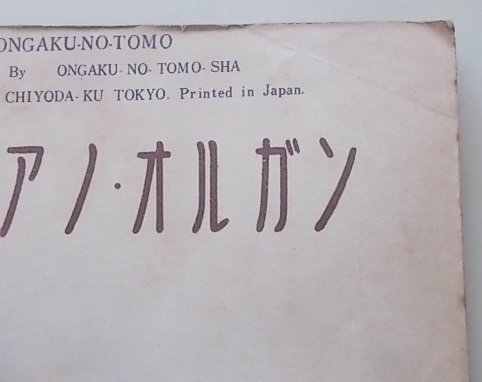 ONGAKU-NO-TOMO
By ONGAKU-NO-TOMO-SHA
CHIYODA-KU TOKYO. Printed in Japan.
アノ・オルガン